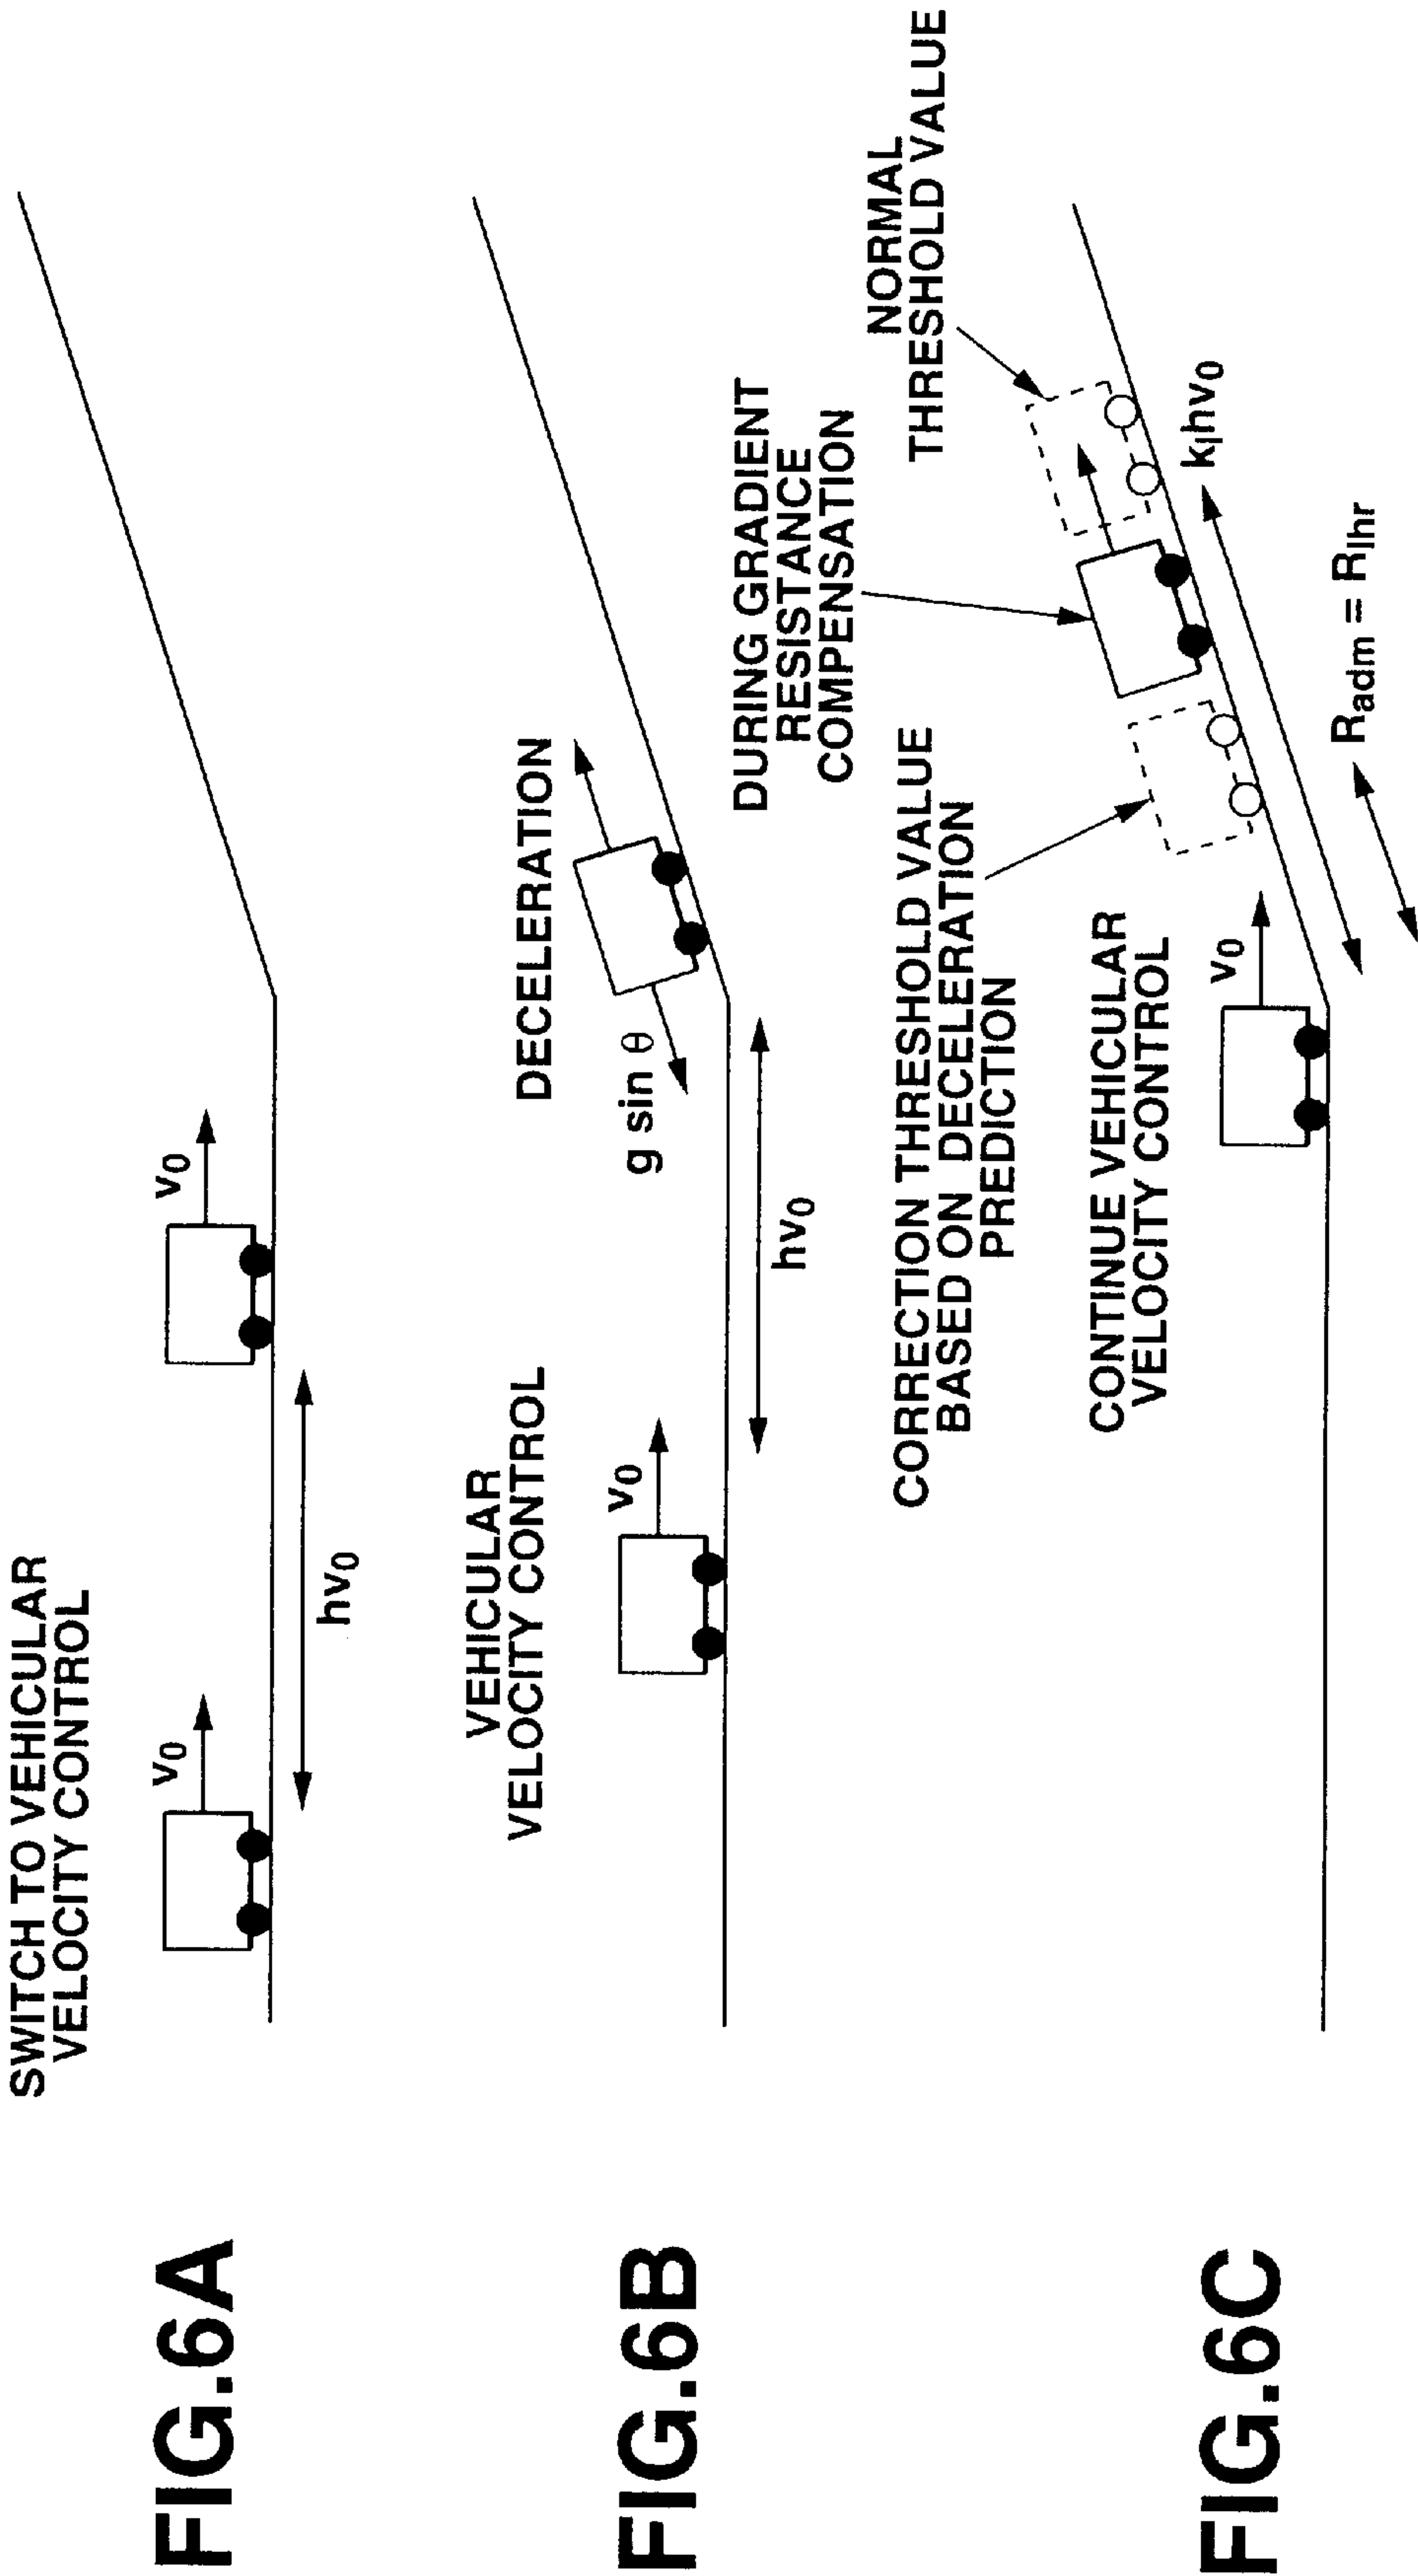 FIG.6A
SWITCH TO VEHICULAR
VELOCITY CONTROL
v0
v0
hv0
FIG.6B
VEHICULAR
VELOCITY CONTROL
v0
hv0
DECELERATION
g sin θ
FIG.6C
CORRECTION THRESHOLD VALUE
BASED ON DECELERATION
PREDICTION
DURING GRADIENT
RESISTANCE
COMPENSATION
NORMAL
THRESHOLD VALUE
CONTINUE VEHICULAR
VELOCITY CONTROL
v0
klhv0
Radm = Rlhr